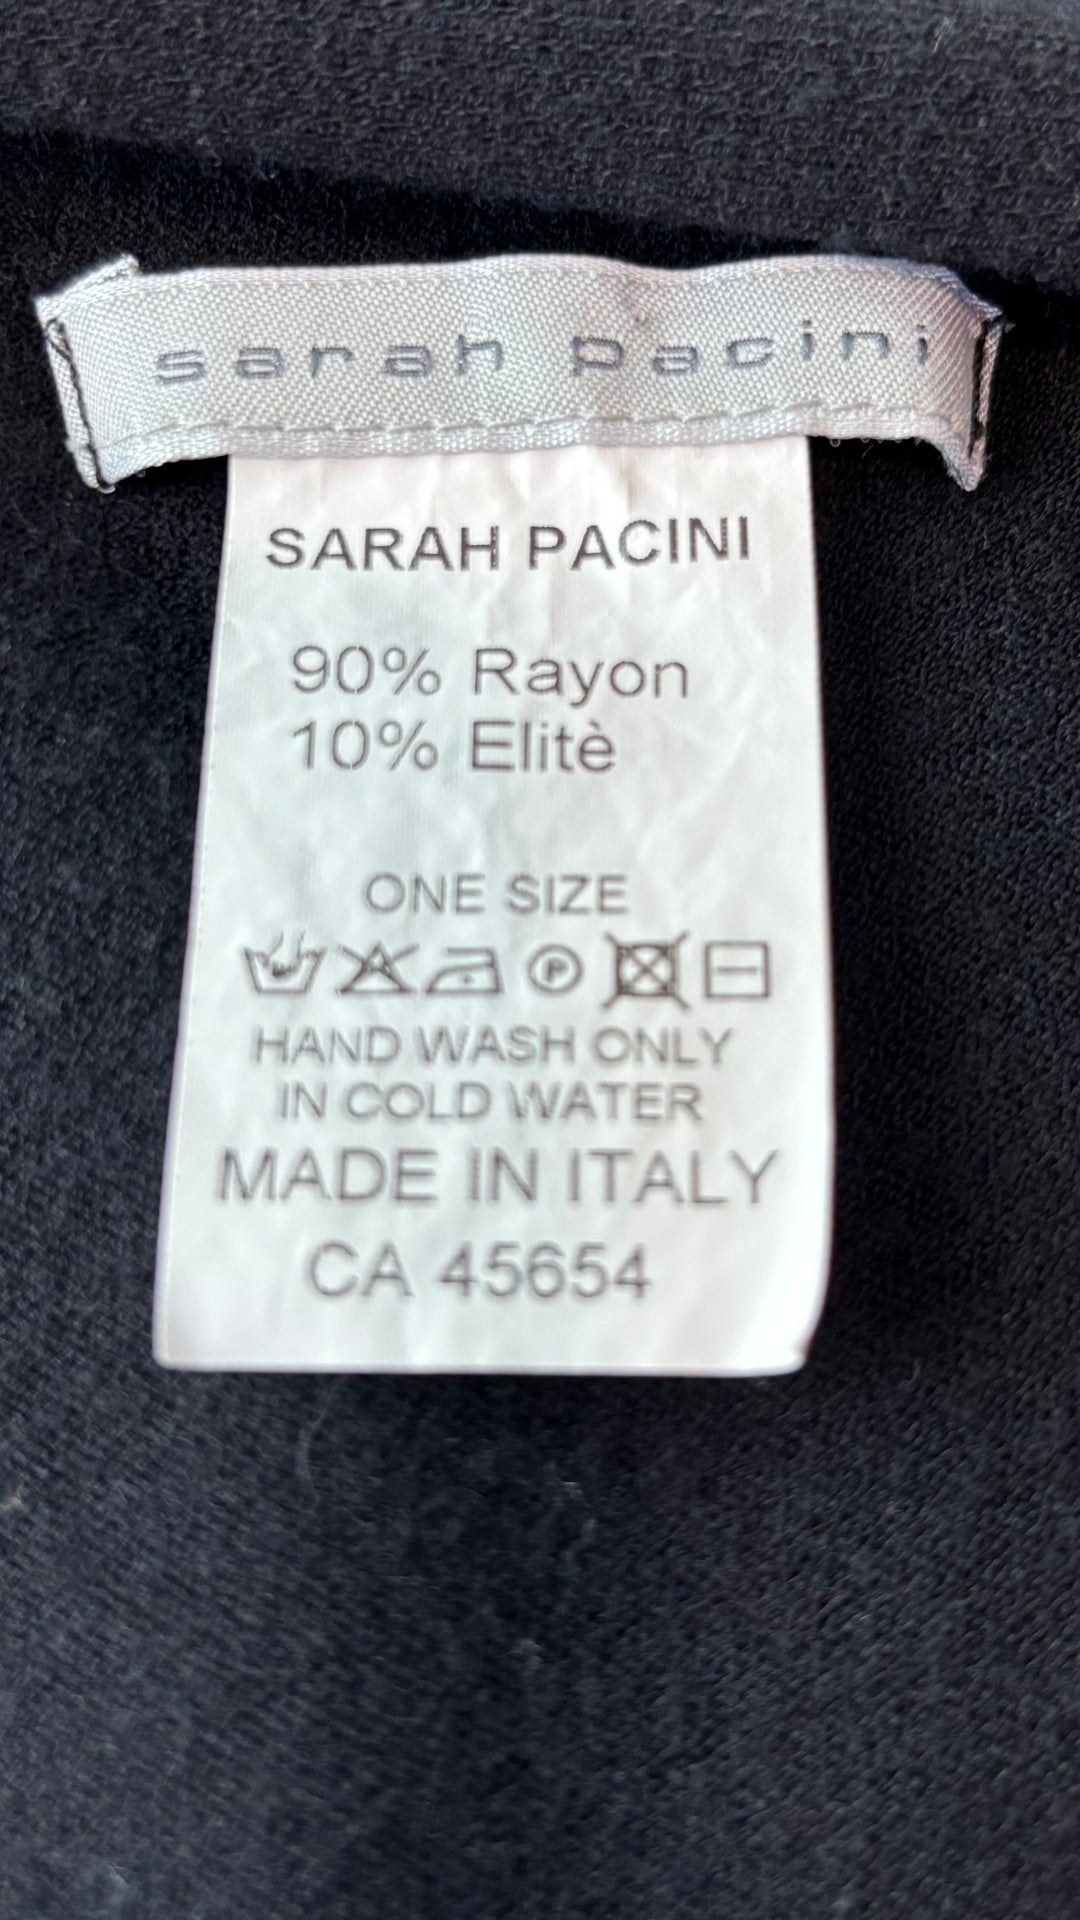 sarah pacini
SARAH PACINI
90% Rayon
10% Elitè
ONE SIZE
P
HAND WASH ONLY
IN COLD WATER
MADE IN ITALY
CA 45654